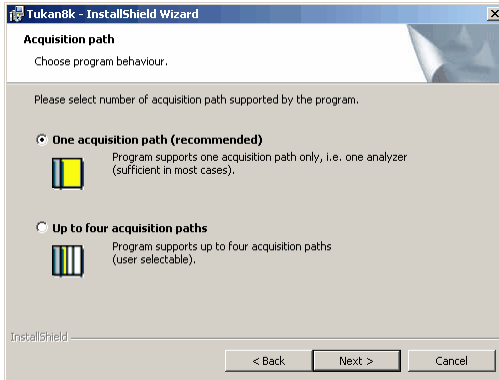 Tukan8k - InstallShield Wizard
Acquisition path
Choose program behaviour.
Please select number of acquisition path supported by the program.
One acquisition path (recommended)
Program supports one acquisition path only, i.e. one analyzer
(sufficient in most cases).
Up to four acquisition paths
Program supports up to four acquisition paths
(user selectable).
InstallShield
< Back
Next >
Cancel